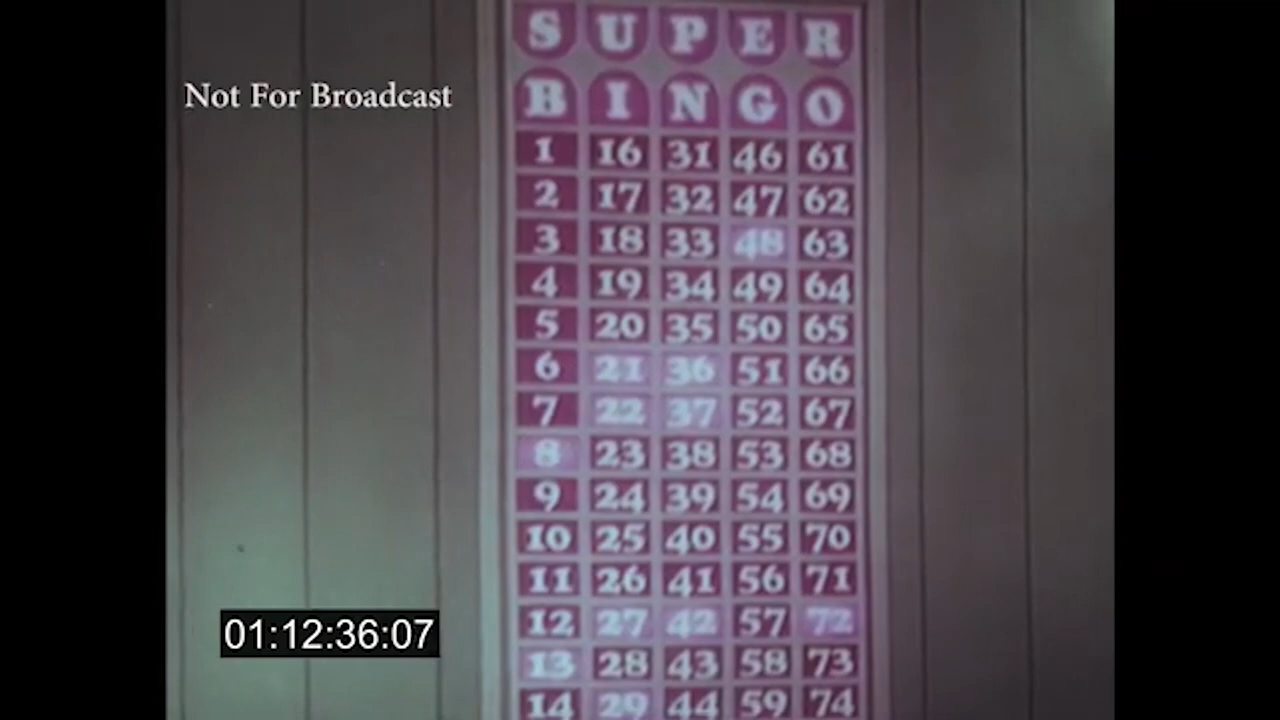 S U P E R
Not For Broadcast
B I N G O
1 16 31 46 61
2 17 32 47 62
3 18 33 48 63
4 19 34 49 64
5 20 35 50 65
6 21 36 51 66
7 22 37 52 67
8 23 38 53 68
9 24 39 54 69
10 25 40 55 70
11 26 41 56 71
12 27 42 57 72
01:12:36:07
13 28 43 58 73
14 29 44 59 74